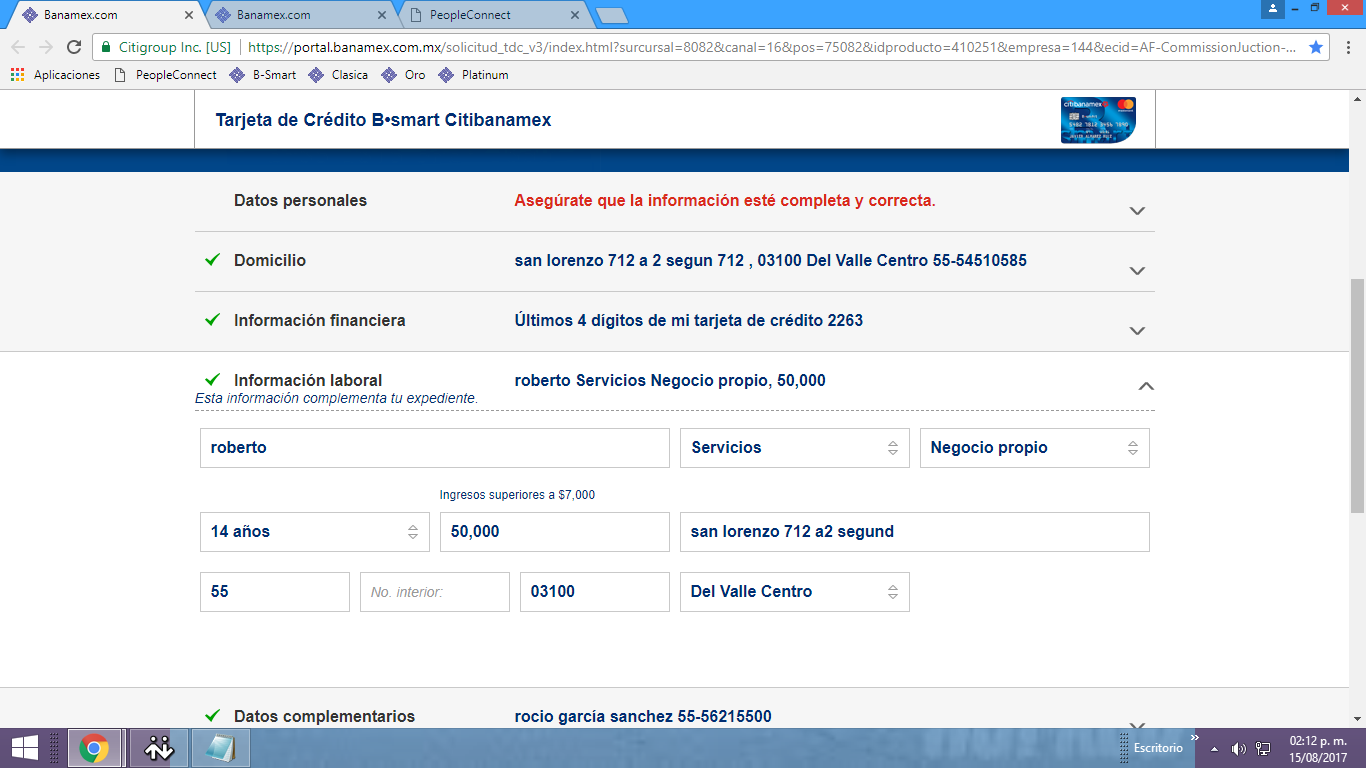 Banamex.com
Banamex.com
PeopleConnect
Citigroup Inc. [US]
https://portal.banamex.com.mx/solicitud_tdc_v3/index.html?surcursal=8082&canal=16&pos=75082&idproducto=410251&empresa=144&ecid=AF-CommissionJuction-...
Aplicaciones PeopleConnect B-Smart Clasica Oro Platinum
Tarjeta de Crédito B•smart Citibanamex
citibanamex
Datos personales Asegúrate que la información esté completa y correcta.
Domicilio san lorenzo 712 a 2 segun 712 , 03100 Del Valle Centro 55-54510585
Información financiera Últimos 4 dígitos de mi tarjeta de crédito 2263
Información laboral roberto Servicios Negocio propio, 50,000
Esta información complementa tu expediente.
roberto Servicios Negocio propio
Ingresos superiores a $7,000
14 años 50,000 san lorenzo 712 a2 segund
55 No. interior: 03100 Del Valle Centro
Datos complementarios rocio garcía sanchez 55-56215500
Escritorio
02:12 p. m.
15/08/2017